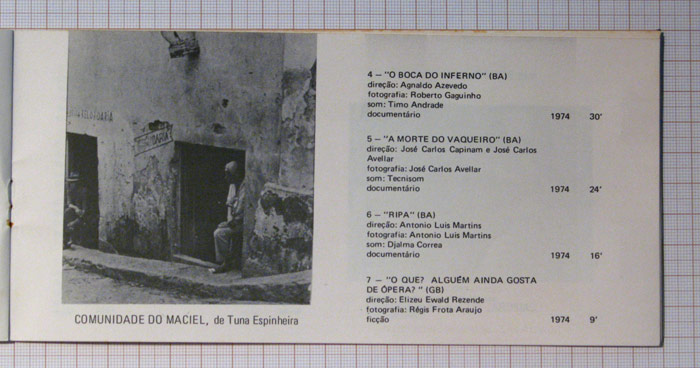 COMUNIDADE DO MACIEL, de Tuna Espinheira
4 — "O BOCA DO INFERNO" (BA)
direção: Agnaldo Azevedo
fotografia: Roberto Gaguinho
som: Timo Andrade
documentário 1974 30'
5 — "A MORTE DO VAQUEIRO" (BA)
direção: José Carlos Capinam e José Carlos
Avellar
fotografia: José Carlos Avellar
som: Tecnisom
documentário 1974 24'
6 — "RIPA" (BA)
direção: Antonio Luis Martins
fotografia: Antonio Luis Martins
som: Djalma Correa
documentário 1974 16'
7 — "O QUE? ALGUÉM AINDA GOSTA
DE ÓPERA? " (GB)
direção: Elizeu Ewald Rezende
fotografia: Régis Frota Araujo
ficção 1974 9'